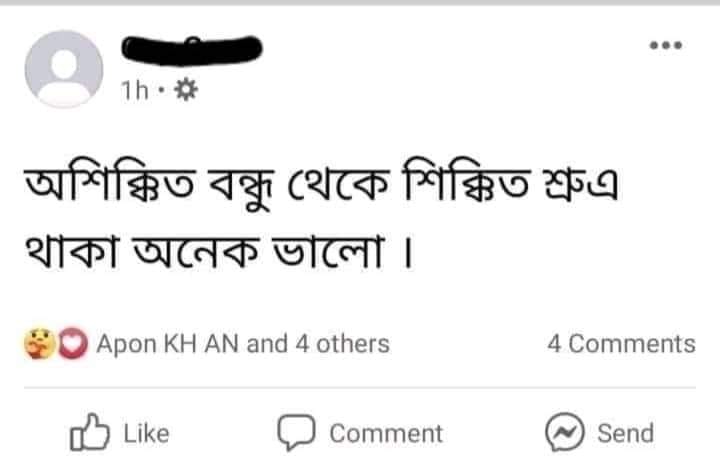 1h •
অশিক্কিত বন্ধু থেকে শিক্কিত শ্রুএ
থাকা অনেক ভালো ।
Apon KH AN and 4 others 4 Comments
Like Comment Send